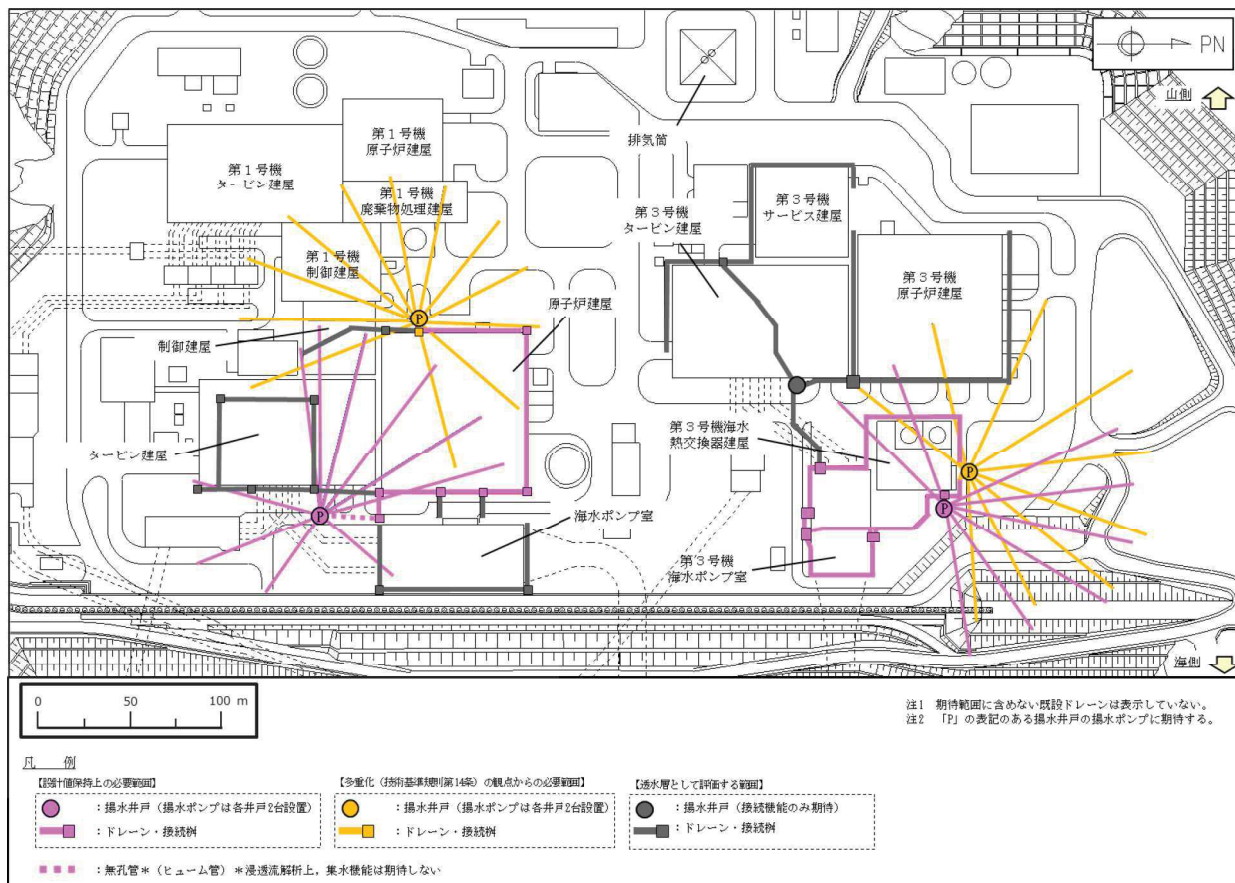 PN
山側
排気筒
第1号機
原子炉建屋
第1号機
タービン建屋
第1号機
廃棄物処理建屋
第3号機
サービス建屋
第3号機
タービン建屋
第1号機
制御建屋
第3号機
原子炉建屋
原子炉建屋
P
制御建屋
第3号機海水
熱交換器建屋
タービン建屋
P
P
P
海水ポンプ室
第3号機
海水ポンプ室
海側
0 50 100 m
注1 期待範囲に含めない既設ドレーンは表示していない。
注2 「P」の表記のある揚水井戸の揚水ポンプに期待する。
凡 例
【設計値保持上の必要範囲】
：揚水井戸（揚水ポンプは各井戸2台設置）
：ドレーン・接続桝
【多重化（技術基準規則第14条）の観点からの必要範囲】
：揚水井戸（揚水ポンプは各井戸2台設置）
：ドレーン・接続桝
【透水層として評価する範囲】
：揚水井戸（接続機能のみ期待）
：ドレーン・接続桝
：無孔管＊（ヒューム管）＊浸透流解析上，集水機能は期待しない